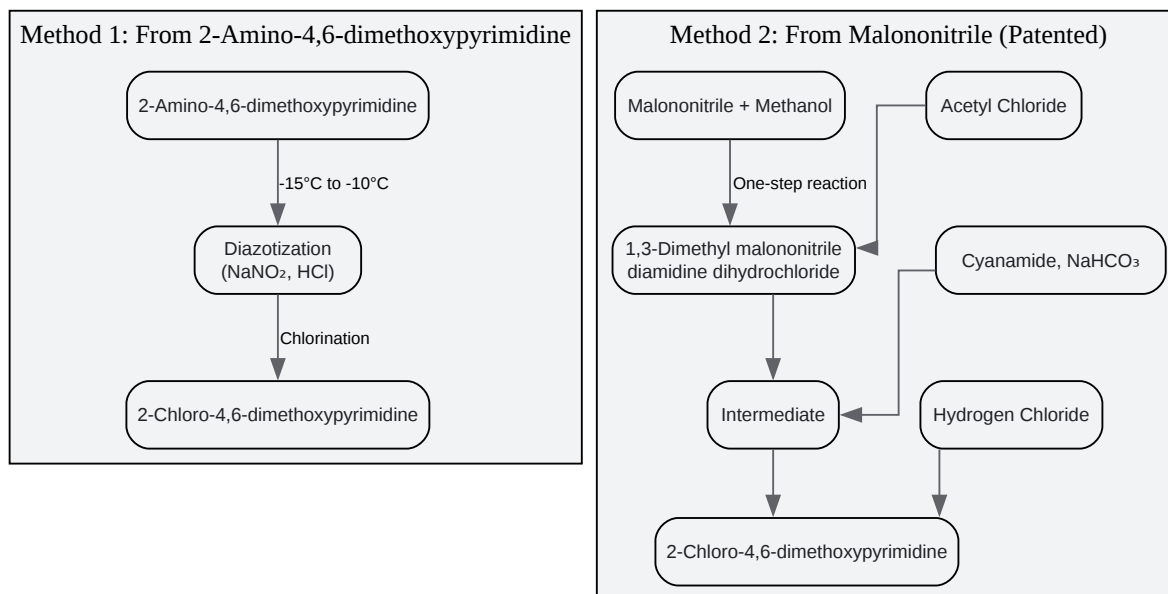 Method 1: From 2-Amino-4,6-dimethoxypyrimidine
2-Amino-4,6-dimethoxypyrimidine
-15°C to -10°C
Diazotization
(NaNO₂, HCl)
Chlorination
2-Chloro-4,6-dimethoxypyrimidine
Method 2: From Malononitrile (Patented)
Malononitrile + Methanol
Acetyl Chloride
One-step reaction
1,3-Dimethyl malononitrile
diamidine dihydrochloride
Cyanamide, NaHCO₃
Intermediate
Hydrogen Chloride
2-Chloro-4,6-dimethoxypyrimidine